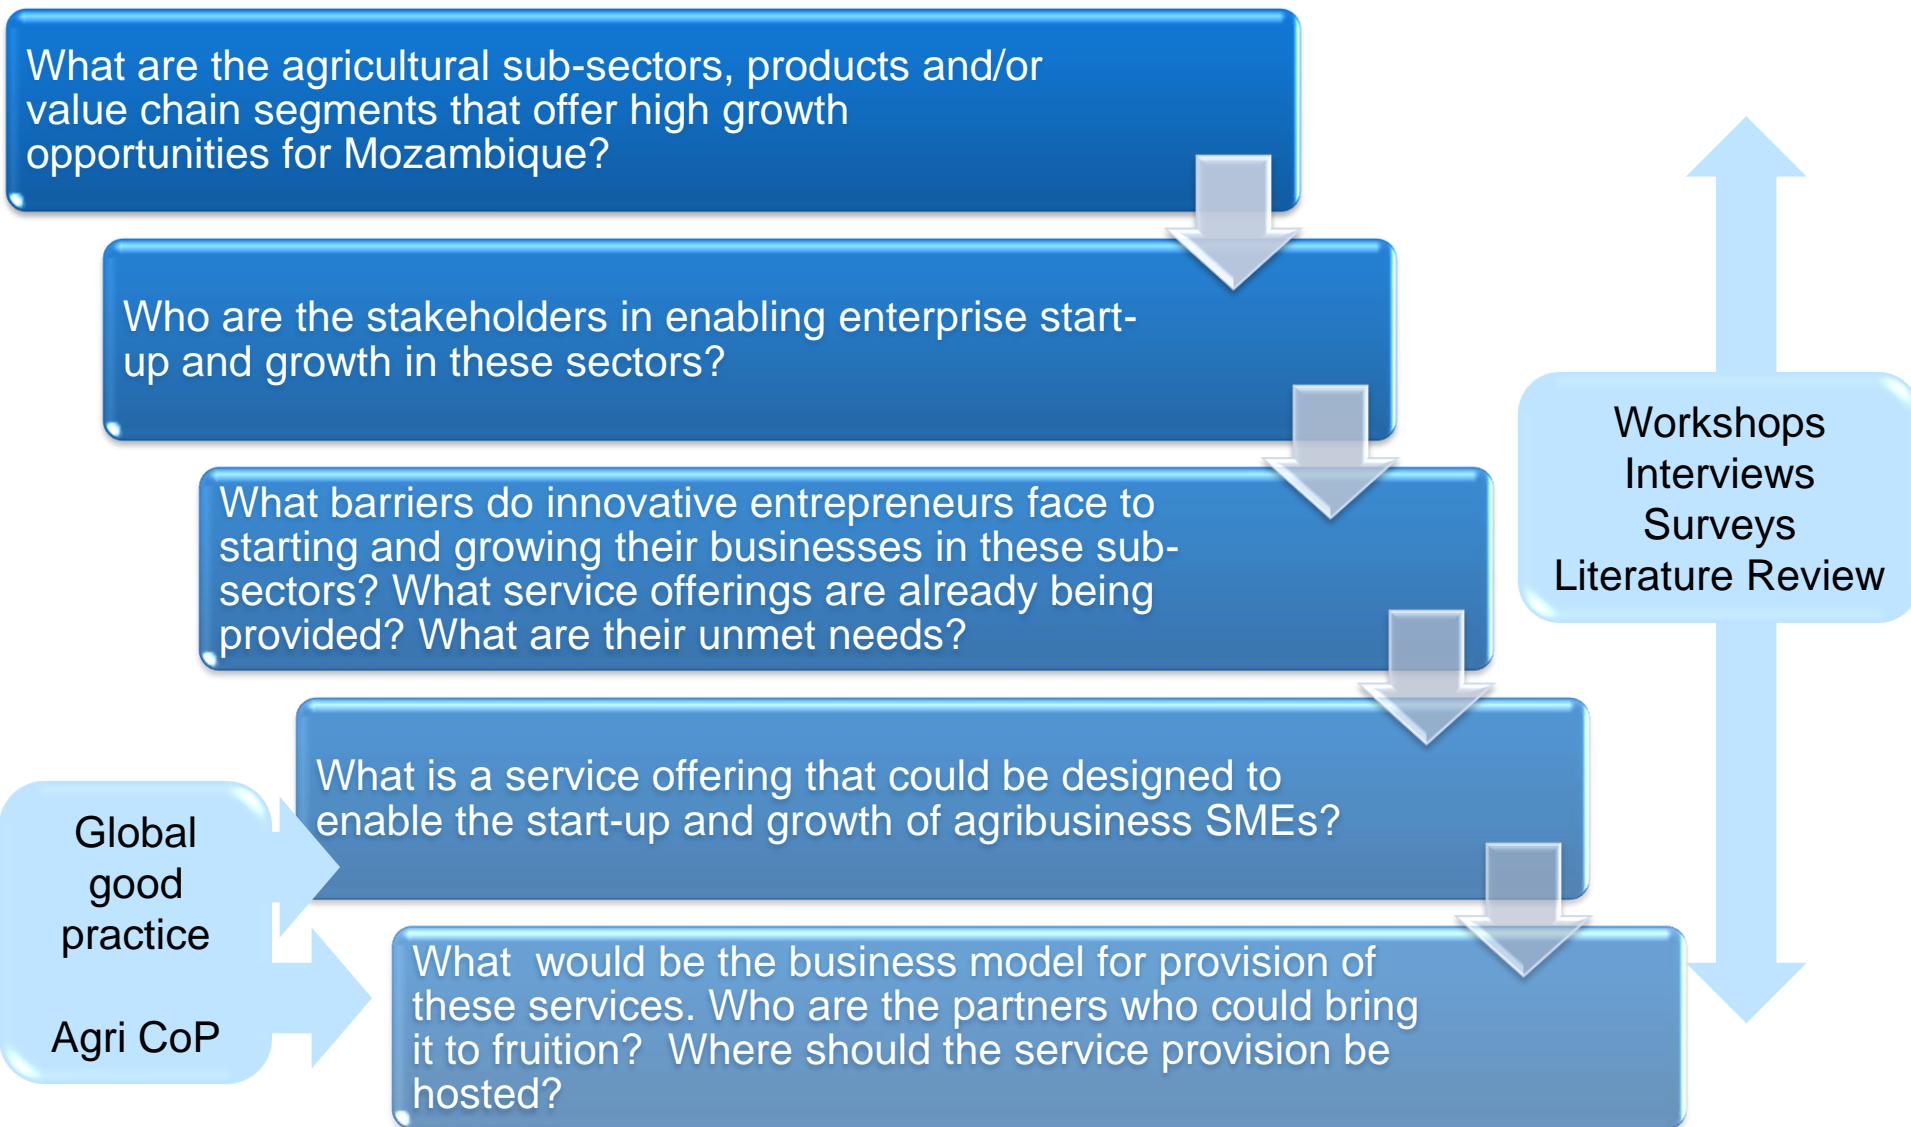 What are the agricultural sub-sectors, products and/or
value chain segments that offer high growth
opportunities for Mozambique?
Who are the stakeholders in enabling enterprise start-
up and growth in these sectors?
What barriers do innovative entrepreneurs face to
starting and growing their businesses in these sub-
sectors? What service offerings are already being
provided? What are their unmet needs?
What is a service offering that could be designed to
enable the start-up and growth of agribusiness SMEs?
What  would be the business model for provision of
these services. Who are the partners who could bring
it to fruition?  Where should the service provision be
hosted?
Workshops
Interviews
Surveys
Literature Review
Global
good
practice
Agri CoP